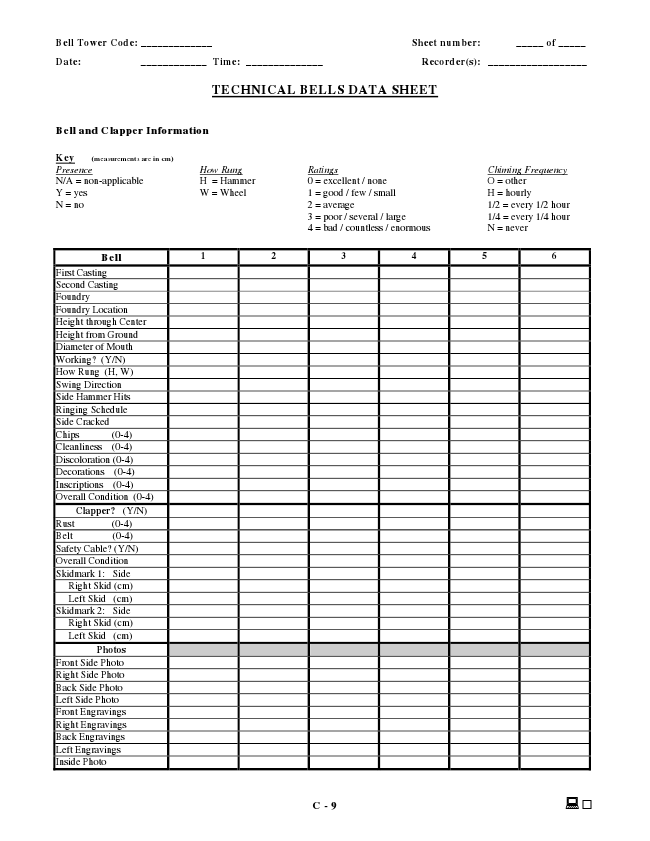 Bell Tower Code: _____________ Sheet number: _____ of _____
Date: ____________ Time: ______________ Recorder(s): __________________
TECHNICAL BELLS DATA SHEET
Bell and Clapper Information
Key (measurements are in cm)
Presence How Rung Ratings Chiming Frequency
N/A = non-applicable H = Hammer 0 = excellent / none O = other
Y = yes W = Wheel 1 = good / few / small H = hourly
N = no 2 = average 1/2 = every 1/2 hour
3 = poor / several / large 1/4 = every 1/4 hour
4 = bad / countless / enormous N = never
Bell 1 2 3 4 5 6
First Casting
Second Casting
Foundry
Foundry Location
Height through Center
Height from Ground
Diameter of Mouth
Working? (Y/N)
How Rung (H, W)
Swing Direction
Side Hammer Hits
Ringing Schedule
Side Cracked
Chips (0-4)
Cleanliness (0-4)
Discoloration (0-4)
Decorations (0-4)
Inscriptions (0-4)
Overall Condition (0-4)
Clapper? (Y/N)
Rust (0-4)
Belt (0-4)
Safety Cable? (Y/N)
Overall Condition
Skidmark 1: Side
Right Skid (cm)
Left Skid (cm)
Skidmark 2: Side
Right Skid (cm)
Left Skid (cm)
Photos
Front Side Photo
Right Side Photo
Back Side Photo
Left Side Photo
Front Engravings
Right Engravings
Back Engravings
Left Engravings
Inside Photo
C - 9